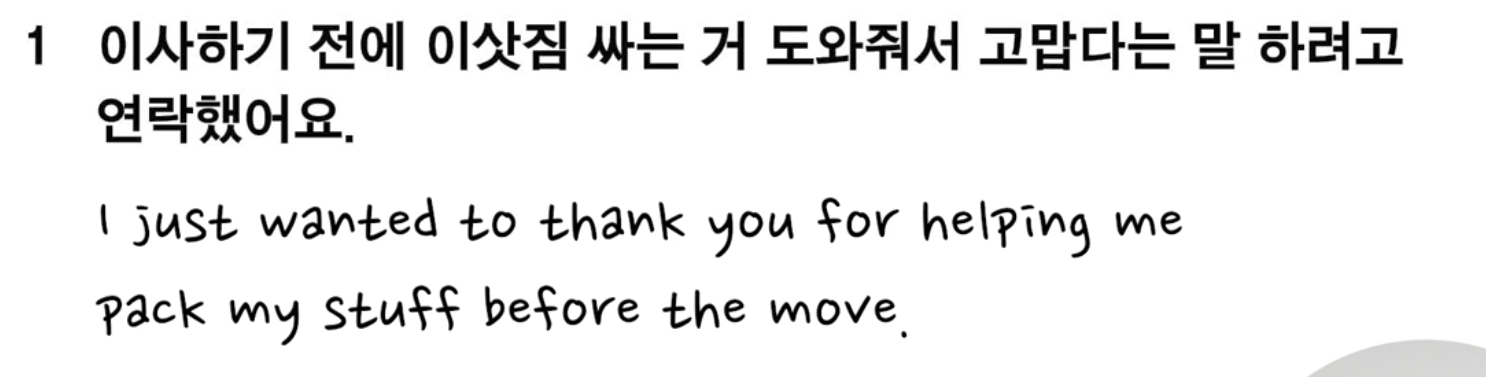 1 이사하기 전에 이삿짐 싸는 거 도와줘서 고맙다는 말 하려고
연락했어요.
I just wanted to thank you for helping me
pack my stuff before the move.